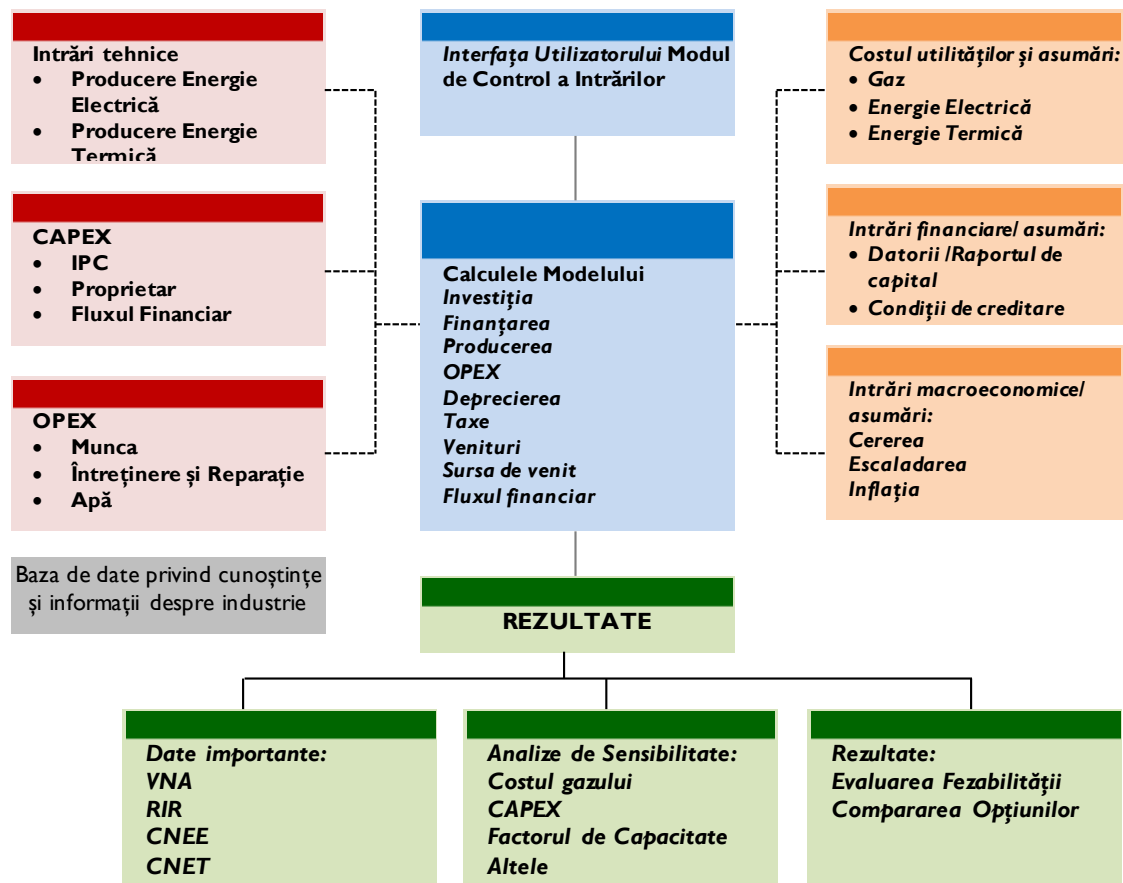 Intrări tehnice
• Producere Energie
Electrică
• Producere Energie
Termică
CAPEX
• IPC
• Proprietar
• Fluxul Financiar
OPEX
• Munca
• Întreținere și Reparație
• Apă
Baza de date privind cunoștințe
și informații despre industrie
Interfața Utilizatorului Modul
de Control a Intrărilor
Calculele Modelului
Investiția
Finanțarea
Producerea
OPEX
Deprecierea
Taxe
Venituri
Sursa de venit
Fluxul financiar
Costul utilităților și asumări:
• Gaz
• Energie Electrică
• Energie Termică
Intrări financiare/ asumări:
• Datorii /Raportul de
capital
• Condiții de creditare
Intrări macroeconomice/
asumări:
Cererea
Escaladarea
Inflația
REZULTATE
Date importante:
VNA
RIR
CNEE
CNET
Analize de Sensibilitate:
Costul gazului
CAPEX
Factorul de Capacitate
Altele
Rezultate:
Evaluarea Fezabilității
Compararea Opțiunilor